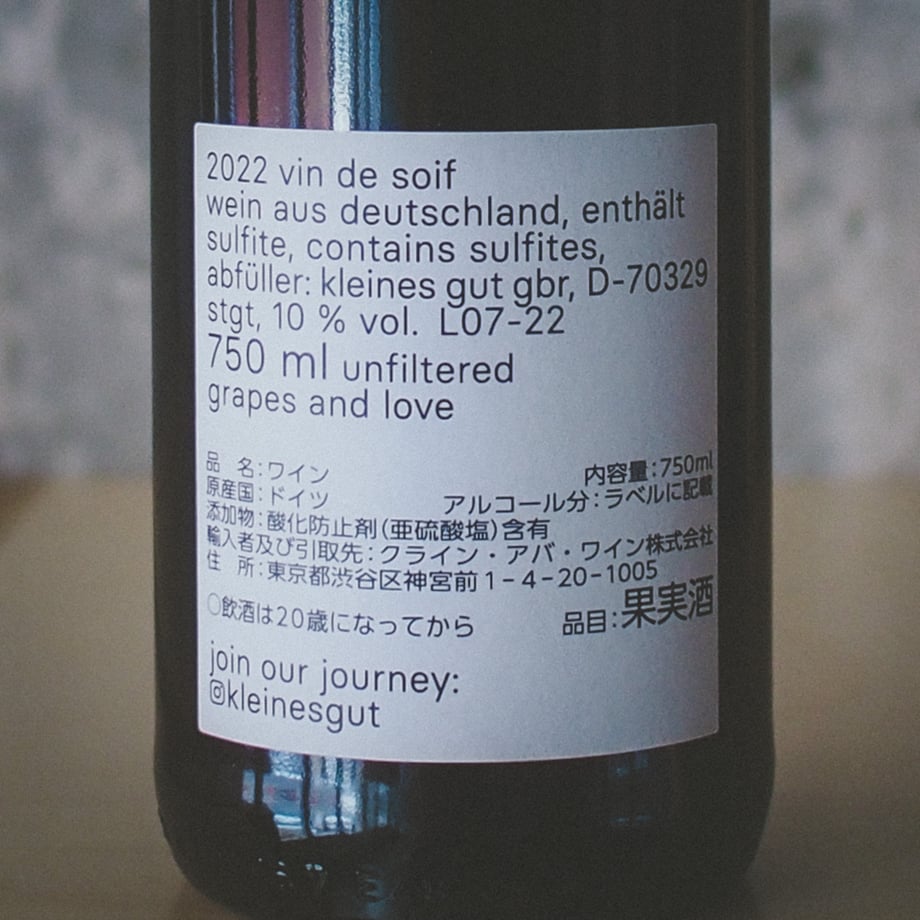 2022 vin de soif
wein aus deutschland, enthält
sulfite, contains sulfites,
abfüller: kleines gut gbr, D-70329
stgt, 10 % vol. L07-22
750 ml unfiltered
grapes and love
品 名:ワイン 内容量:750ml
原産国:ドイツ アルコール分:ラベルに記載
添加物:酸化防止剤(亜硫酸塩)含有
輸入者及び引取先:クライン・アバ・ワイン株式会社
住 所:東京都渋谷区神宮前1-4-20-1005
○飲酒は20歳になってから 品目:果実酒
join our journey:
@kleinesgut